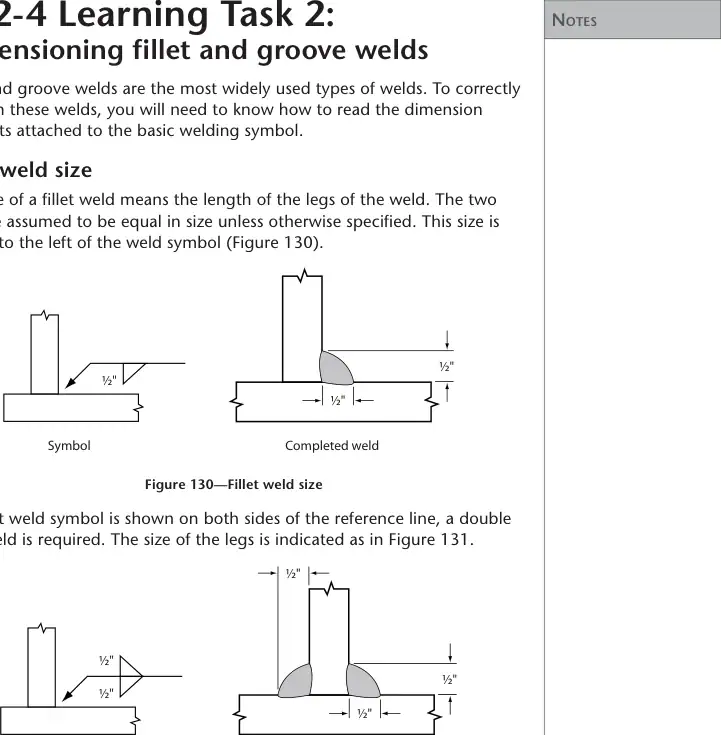 2-4 Learning Task 2:
ensioning fillet and groove welds
NOTES
nd groove welds are the most widely used types of welds. To correctly
n these welds, you will need to know how to read the dimension
ts attached to the basic welding symbol.
weld size
e of a fillet weld means the length of the legs of the weld. The two
e assumed to be equal in size unless otherwise specified. This size is
to the left of the weld symbol (Figure 130).
½"
½"
½"
Symbol
Completed weld
Figure 130—Fillet weld size
t weld symbol is shown on both sides of the reference line, a double
eld is required. The size of the legs is indicated as in Figure 131.
½"
½"
½"
½"
½"